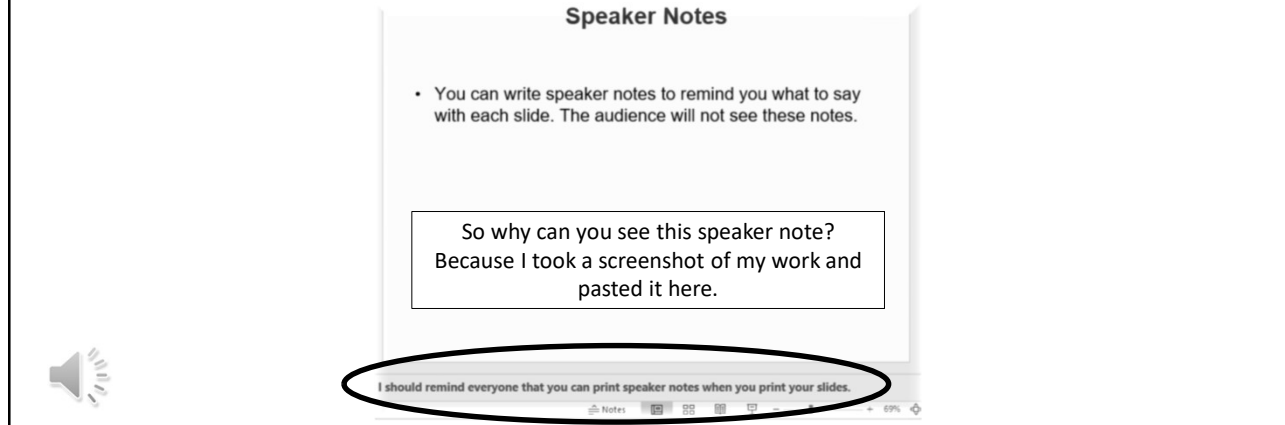 Speaker Notes
• You can write speaker notes to remind you what to say
with each slide. The audience will not see these notes.
So why can you see this speaker note?
Because I took a screenshot of my work and
pasted it here.
I should remind everyone that you can print speaker notes when you print your slides.
Notes
69%